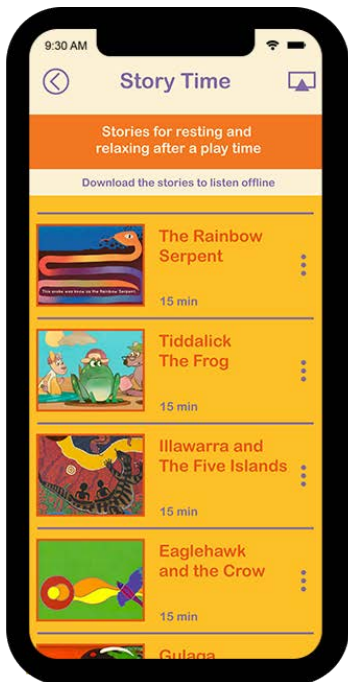 9:30 AM
Story Time
Stories for resting and
relaxing after a play time
Download the stories to listen offline
The Rainbow
Serpent
This snake was know as the Rainbow Serpent.
15 min
Tiddalick
The Frog
15 min
Illawarra and
The Five Islands
15 min
Eaglehawk
and the Crow
15 min
Gulaga